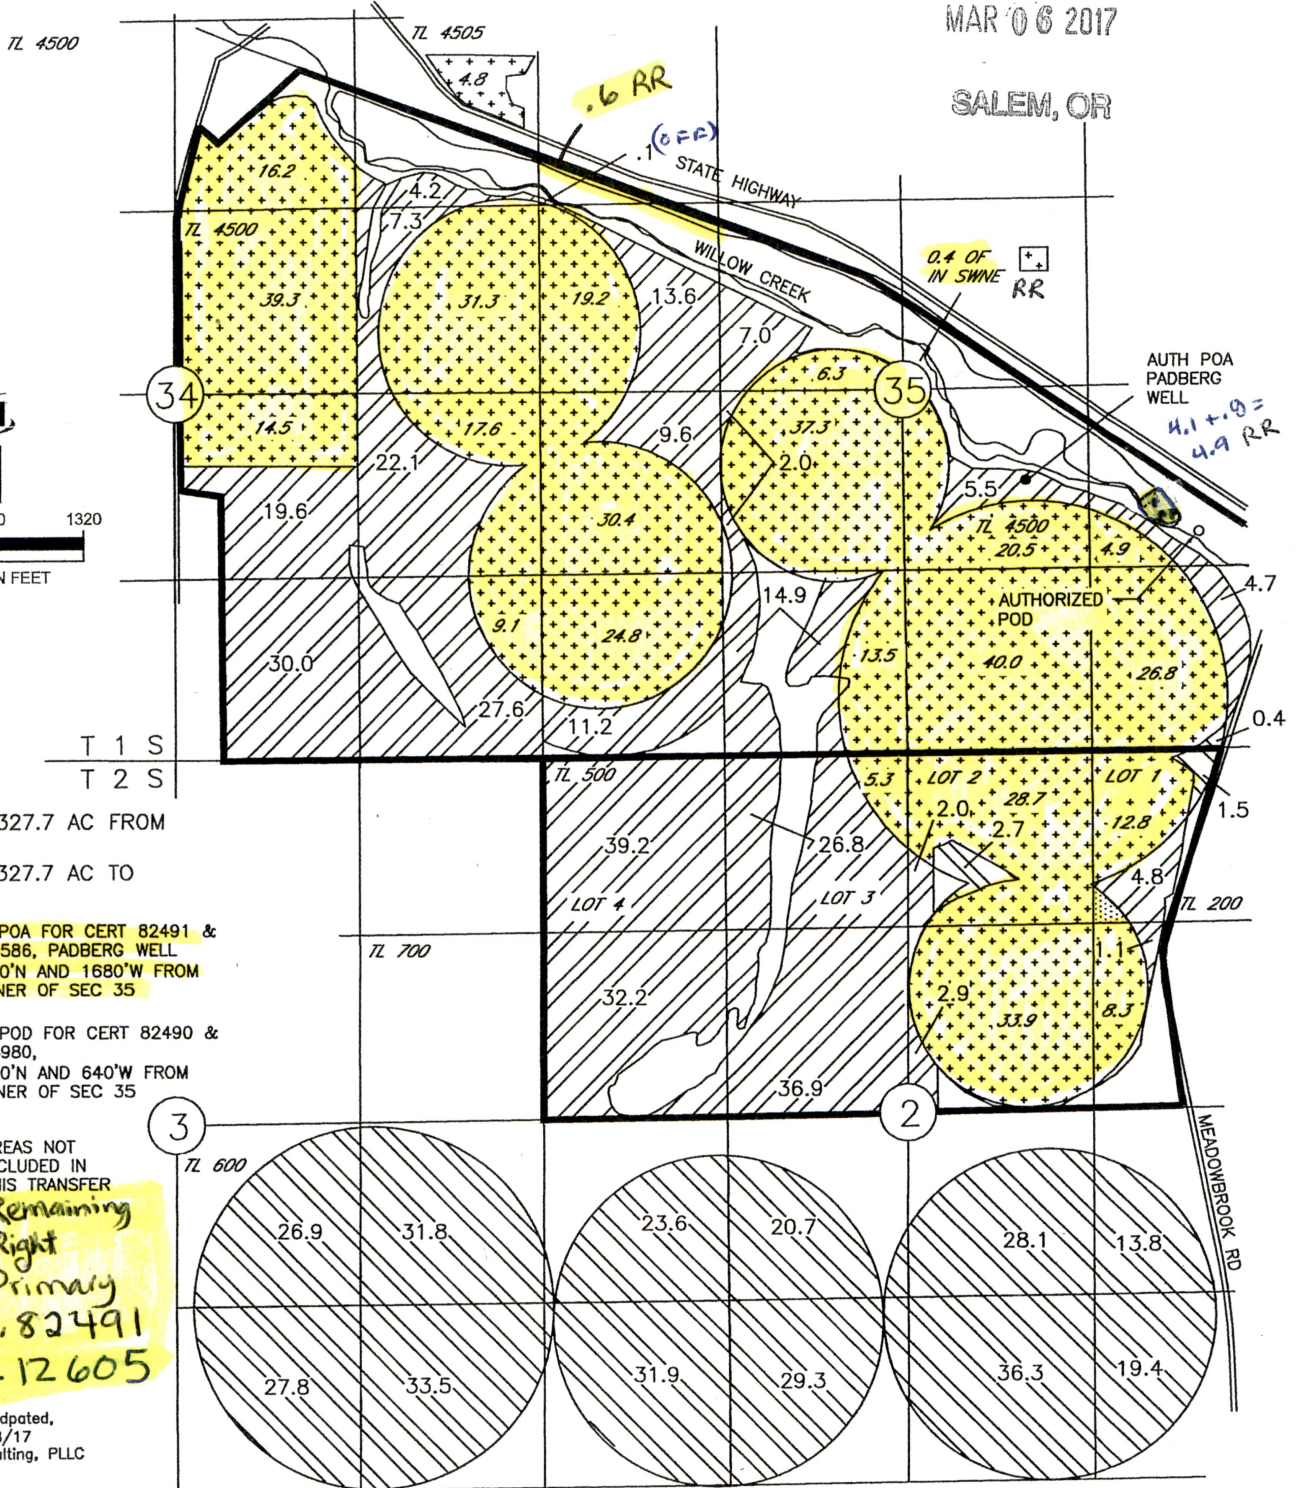 MAR 06 2017
SALEM, OR
TL 4500
TL 4505
4.8
.6 RR
.1 (OFF)
STATE HIGHWAY
16.2
4.2
7.3
TL 4500
WILLOW CREEK
0.4 OF
IN SWNE
RR
39.3
31.3
19.2
13.6
7.0
AUTH POA
PADBERG
WELL
4.1 + .8 =
4.9 RR
34
35
6.3
14.5
17.6
37.3
9.6
2.0
22.1
5.5
19.6
30.4
TL 4500
20.5
4.9
1320
N FEET
4.7
14.9
AUTHORIZED
POD
9.1
24.8
30.0
13.5
40.0
26.8
27.6
11.2
0.4
T 1 S
T 2 S
TL 500
5.3
LOT 2
LOT 1
28.7
12.8
1.5
327.7 AC FROM
2.0
2.7
39.2
26.8
327.7 AC TO
4.8
LOT 4
LOT 3
TL 200
POA FOR CERT 82491 &
586, PADBERG WELL
0'N AND 1680'W FROM
NER OF SEC 35
TL 700
1.1
32.2
2.9
33.9
8.3
POD FOR CERT 82490 &
980,
0'N AND 640'W FROM
NER OF SEC 35
36.9
3
2
REAS NOT
CLUDED IN
HIS TRANSFER
TL 600
MEADOWBROOK RD
Remaining
Right
Primary
. 82491
12605
26.9
31.8
23.6
20.7
28.1
13.8
27.8
33.5
31.9
29.3
36.3
19.4
dpated,
/17
lting, PLLC